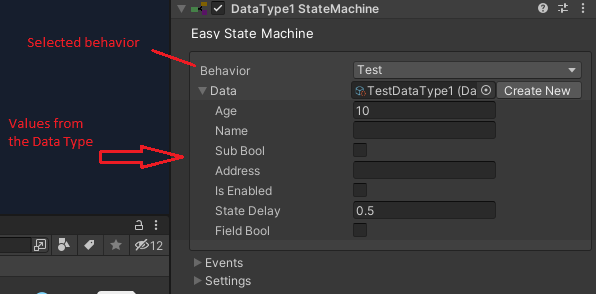 DataType1 StateMachine
Easy State Machine
Selected behavior
Behavior Test
Data TestDataType1 (Da Create New
Age 10
Values from
the Data Type
Name
Sub Bool
Address
Is Enabled
State Delay 0.5
Field Bool
12
Events
Settings